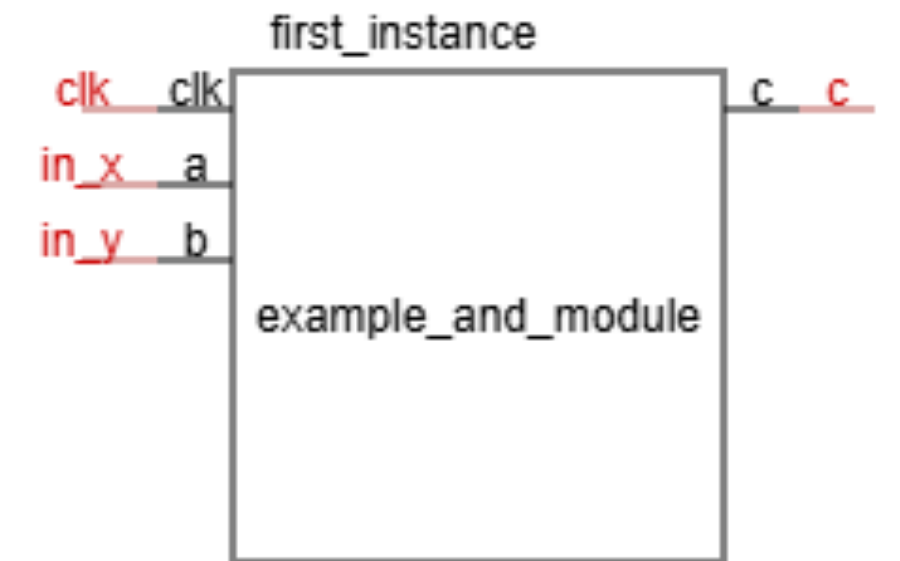 first_instance
clk clk c c
in_x a
in_y b
example_and_module